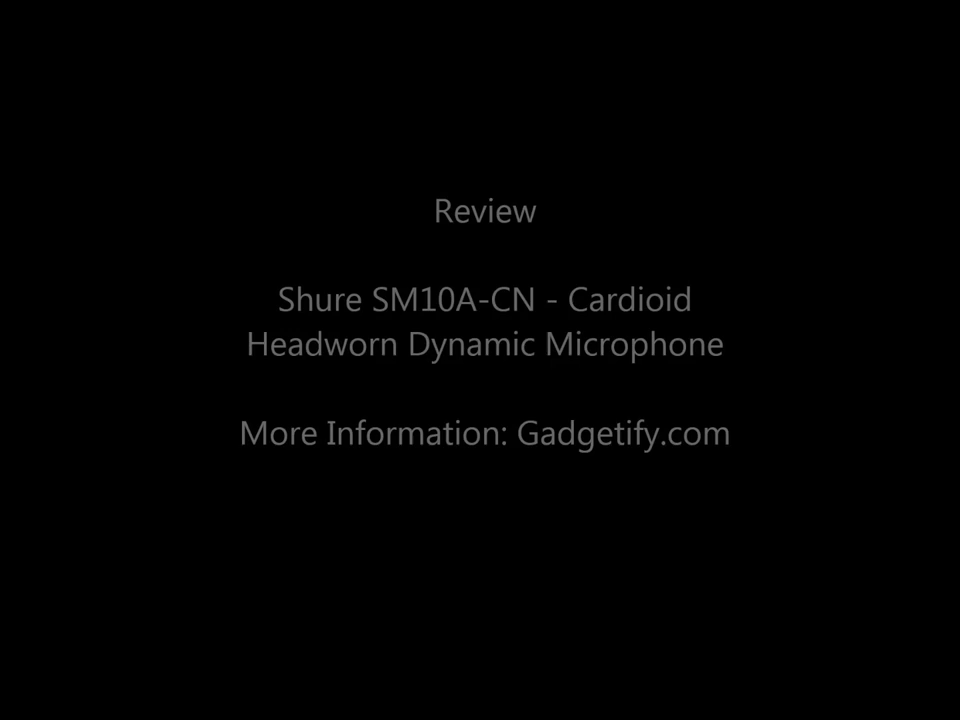 Review
Shure SM10A-CN - Cardioid
Headworn Dynamic Microphone
More Information: Gadgetify.com